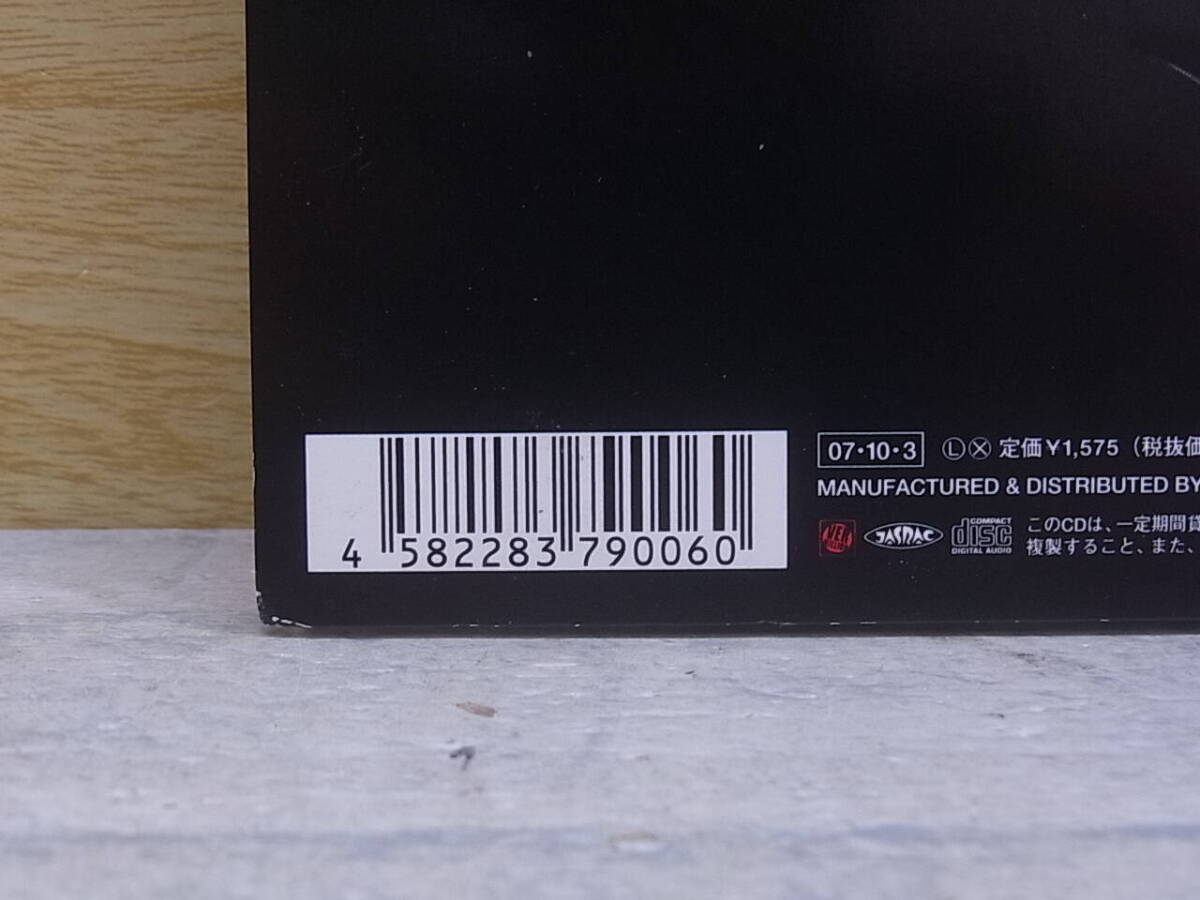 4 582283 790060
07・10・3 Ⓛ Ⓧ 定価¥1,575（税抜価
MANUFACTURED & DISTRIBUTED BY
JASRAC COMPACT disc DIGITAL AUDIO このCDは、一定期間貸
複製すること、また、